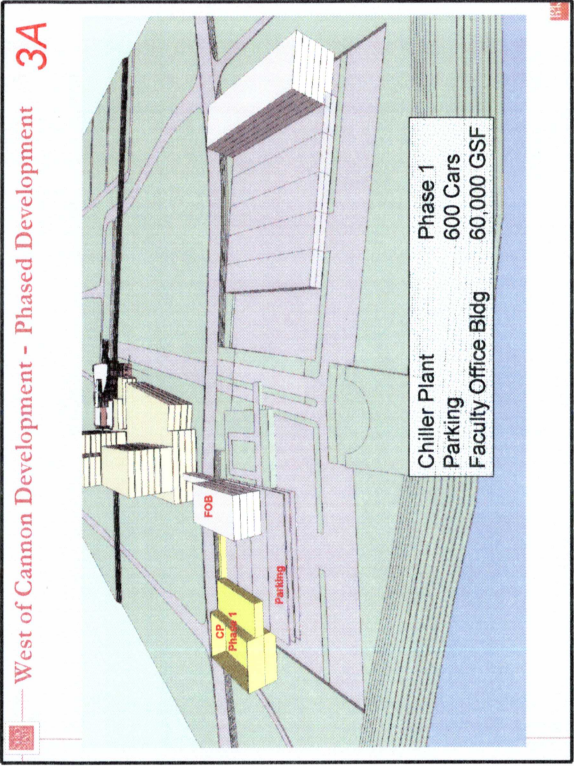 West of Cannon Development - Phased Development 3A
CP
Phase 1
FOB
Parking
Chiller Plant Phase 1
Parking 600 Cars
Faculty Office Bldg 60,000 GSF